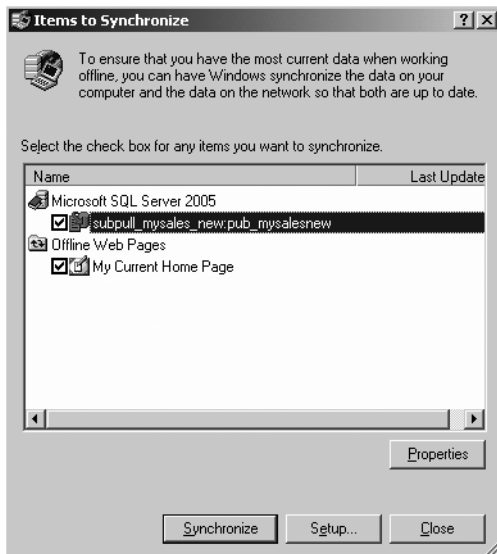 Items to Synchronize
To ensure that you have the most current data when working
offline, you can have Windows synchronize the data on your
computer and the data on the network so that both are up to date.
Select the check box for any items you want to synchronize.
Name Last Update
Microsoft SQL Server 2005
subpull_mysales_new:pub_mysalesnew
Offline Web Pages
My Current Home Page
Properties
Synchronize Setup... Close